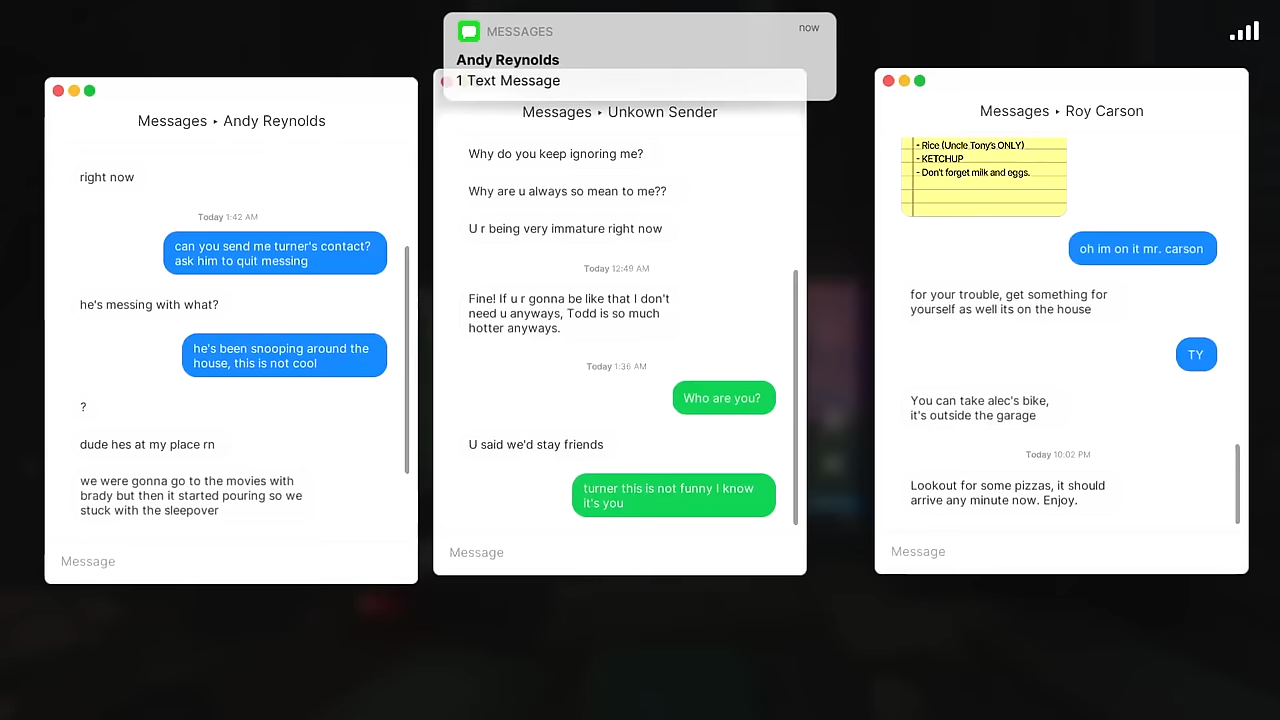 MESSAGES
now
Andy Reynolds
1 Text Message
Messages ‣ Andy Reynolds
right now
Today 1:42 AM
can you send me turner's contact?
ask him to quit messing
he's messing with what?
he's been snooping around the
house, this is not cool
?
dude hes at my place rn
we were gonna go to the movies with
brady but then it started pouring so we
stuck with the sleepover
Message
Messages ‣ Unkown Sender
Why do you keep ignoring me?
Why are u always so mean to me??
U r being very immature right now
Today 12:49 AM
Fine! If u r gonna be like that I don't
need u anyways, Todd is so much
hotter anyways.
Today 1:36 AM
Who are you?
U said we'd stay friends
turner this is not funny I know
it's you
Message
Messages ‣ Roy Carson
- Rice (Uncle Tony's ONLY)
- KETCHUP
- Don't forget milk and eggs.
oh im on it mr. carson
for your trouble, get something for
yourself as well its on the house
TY
You can take alec's bike,
it's outside the garage
Today 10:02 PM
Lookout for some pizzas, it should
arrive any minute now. Enjoy.
Message